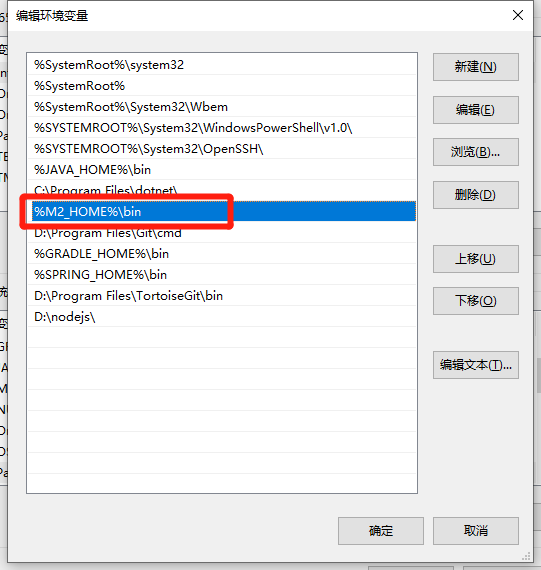 编辑环境变量
%SystemRoot%\system32
%SystemRoot%
%SystemRoot%\System32\Wbem
%SYSTEMROOT%\System32\WindowsPowerShell\v1.0\
%SYSTEMROOT%\System32\OpenSSH\
%JAVA_HOME%\bin
C:\Program Files\dotnet\
%M2_HOME%\bin
D:\Program Files\Git\cmd
%GRADLE_HOME%\bin
%SPRING_HOME%\bin
D:\Program Files\TortoiseGit\bin
D:\nodejs\
新建(N)
编辑(E)
浏览(B)...
删除(D)
上移(U)
下移(O)
编辑文本(T)...
确定
取消